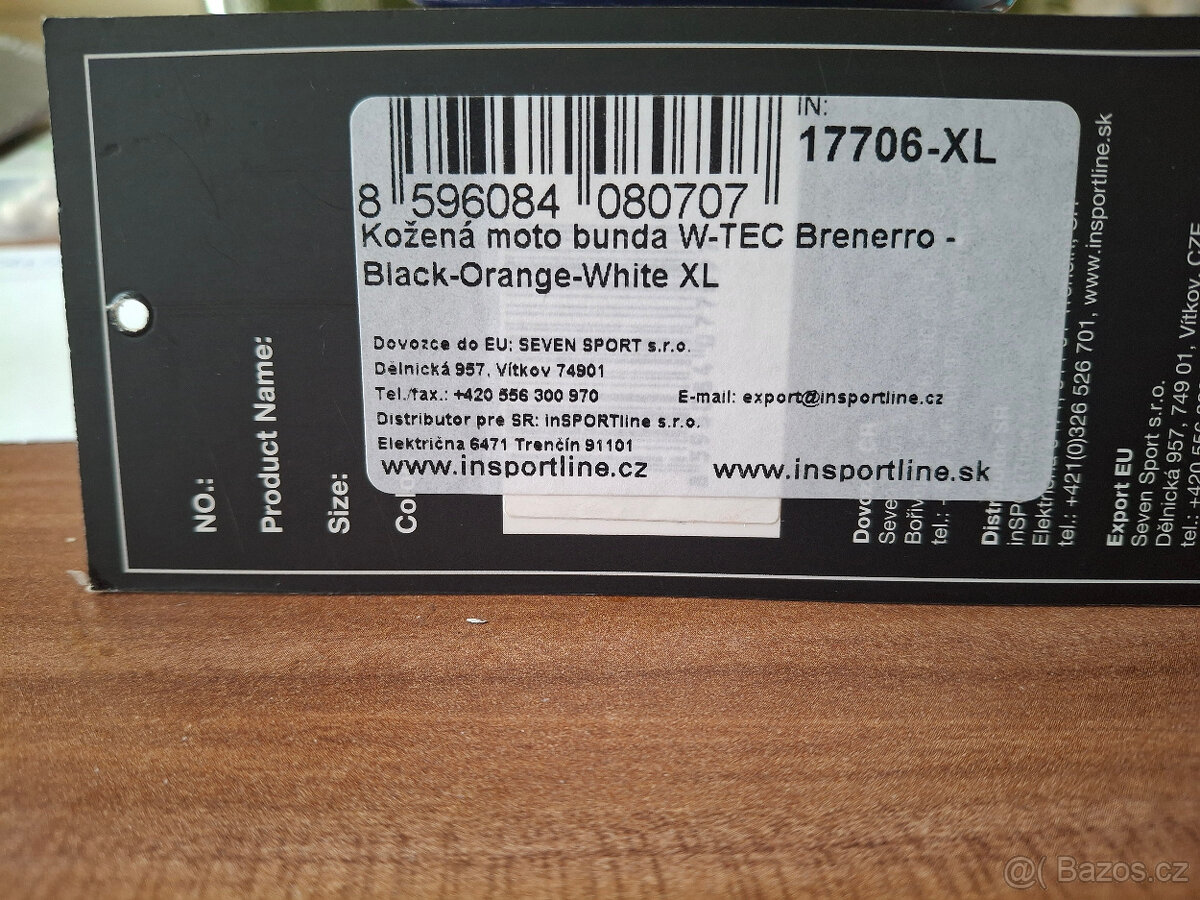 IN:
17706-XL
8 596084 080707
Kožená moto bunda W-TEC Brenerro -
Black-Orange-White XL
Dovozce do EU: SEVEN SPORT s.r.o.
Dělnická 957, Vítkov 74901
Tel./fax.: +420 556 300 970 E-mail: export@insportline.cz
Distributor pre SR: inSPORTline s.r.o.
Električna 6471 Trenčín 91101
www.insportline.cz www.insportline.sk
NO.:
Product Name:
Size:
tel.:
tel.: +421(0)326 526 701, www.insportline.sk
Export EU
Seven Sport s.r.o.
Dělnická 957, 749 01, Vítkov, CZE
@( Bazos.cz